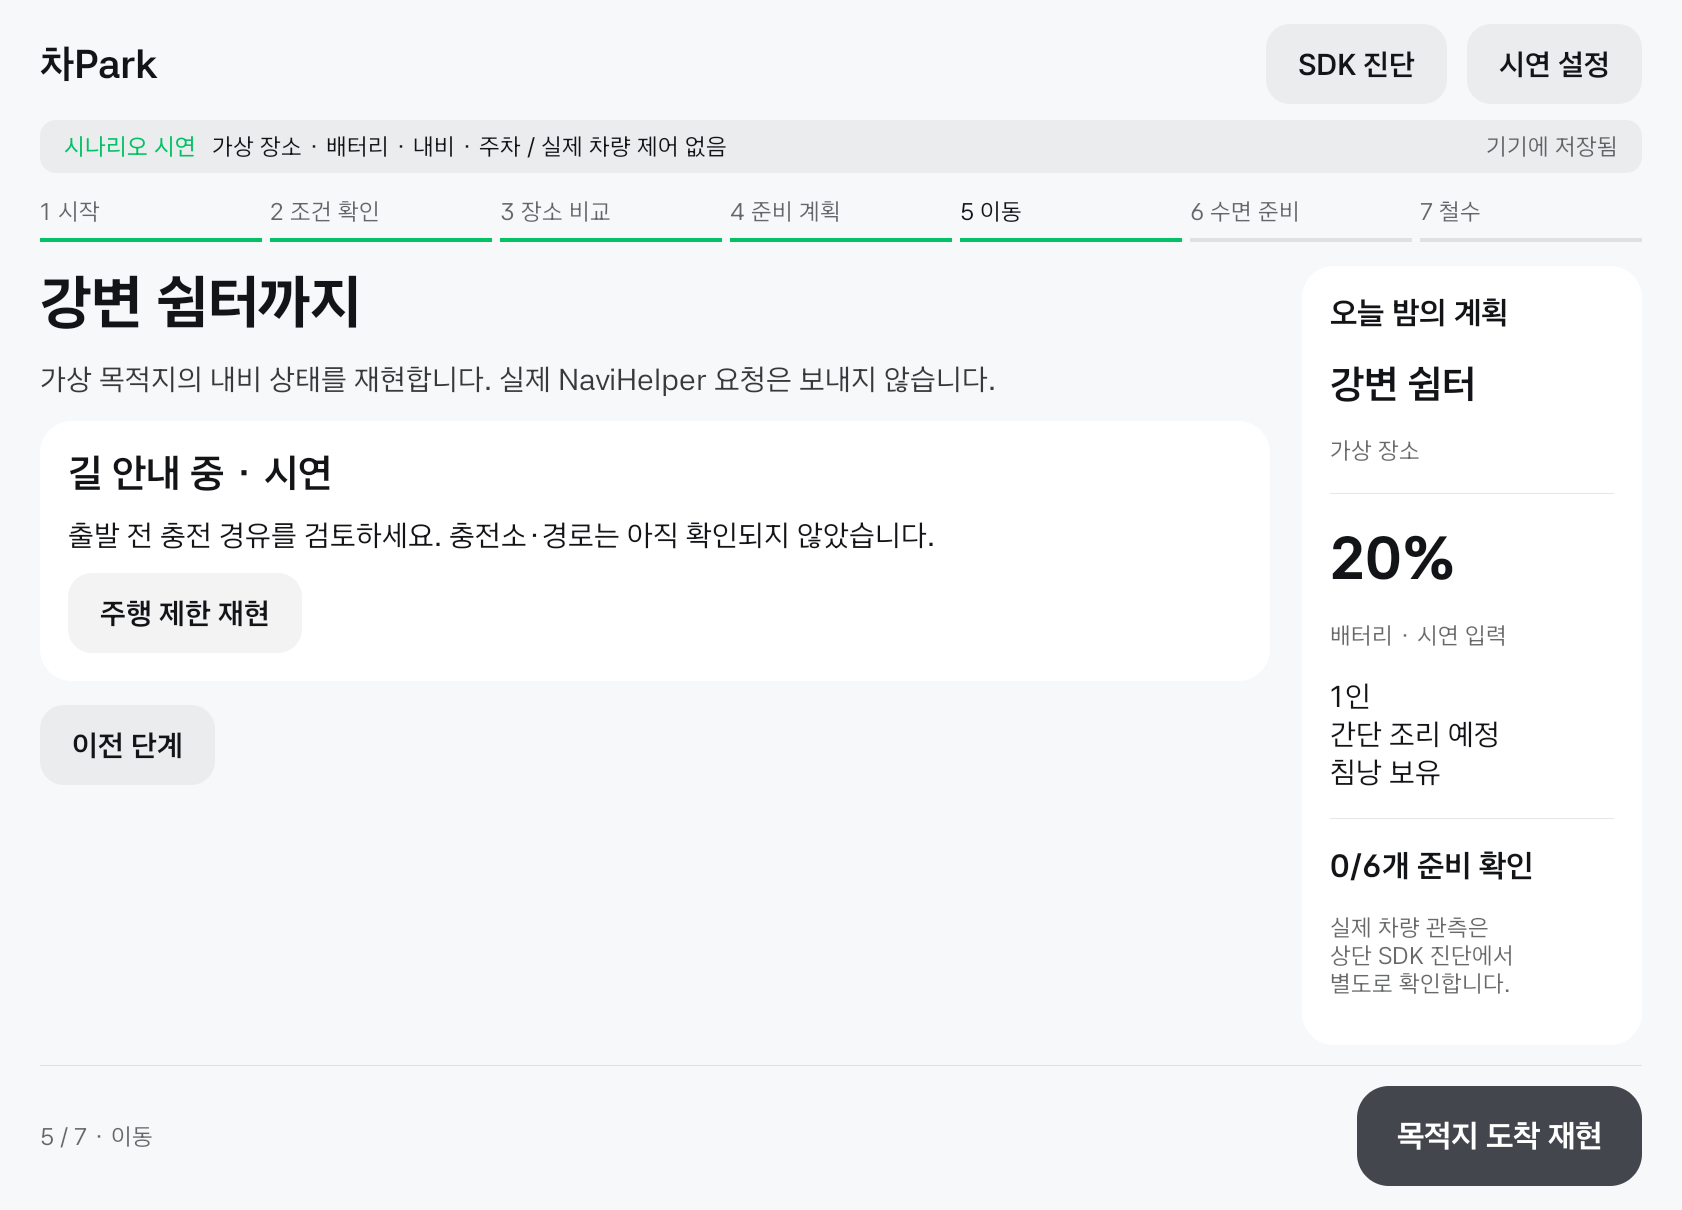 차Park
SDK 진단
시연 설정
시나리오 시연 가상 장소 · 배터리 · 내비 · 주차 / 실제 차량 제어 없음
기기에 저장됨
1 시작
2 조건 확인
3 장소 비교
4 준비 계획
5 이동
6 수면 준비
7 철수
강변 쉼터까지
가상 목적지의 내비 상태를 재현합니다. 실제 NaviHelper 요청은 보내지 않습니다.
길 안내 중 · 시연
출발 전 충전 경유를 검토하세요. 충전소·경로는 아직 확인되지 않았습니다.
주행 제한 재현
이전 단계
오늘 밤의 계획
강변 쉼터
가상 장소
20%
배터리 · 시연 입력
1인
간단 조리 예정
침낭 보유
0/6개 준비 확인
실제 차량 관측은
상단 SDK 진단에서
별도로 확인합니다.
5 / 7 · 이동
목적지 도착 재현